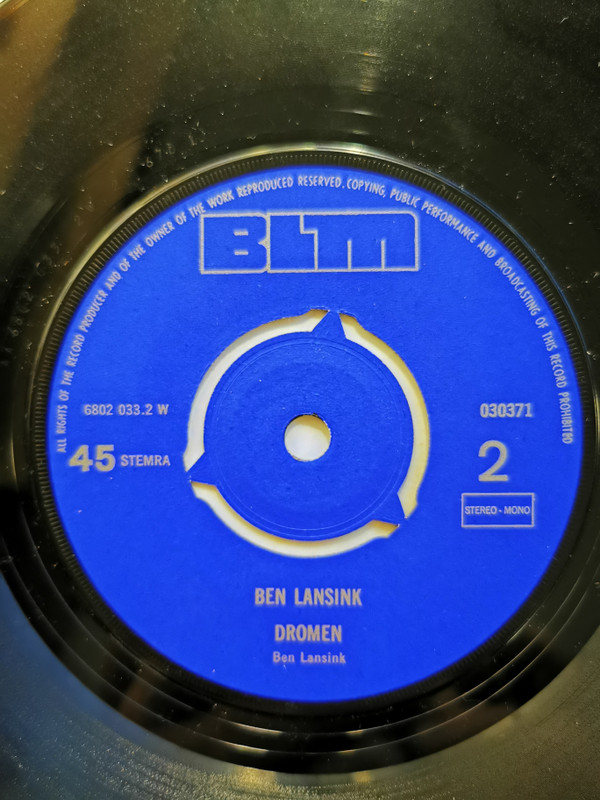 ALL RIGHTS OF THE RECORD PRODUCER AND OF THE OWNER OF THE WORK REPRODUCED RESERVED. COPYING, PUBLIC PERFORMANCE AND BROADCASTING OF THIS RECORD PROHIBITED
BLM
6802 033.2 W
030371
45 STEMRA
2
STEREO - MONO
BEN LANSINK
DROMEN
Ben Lansink